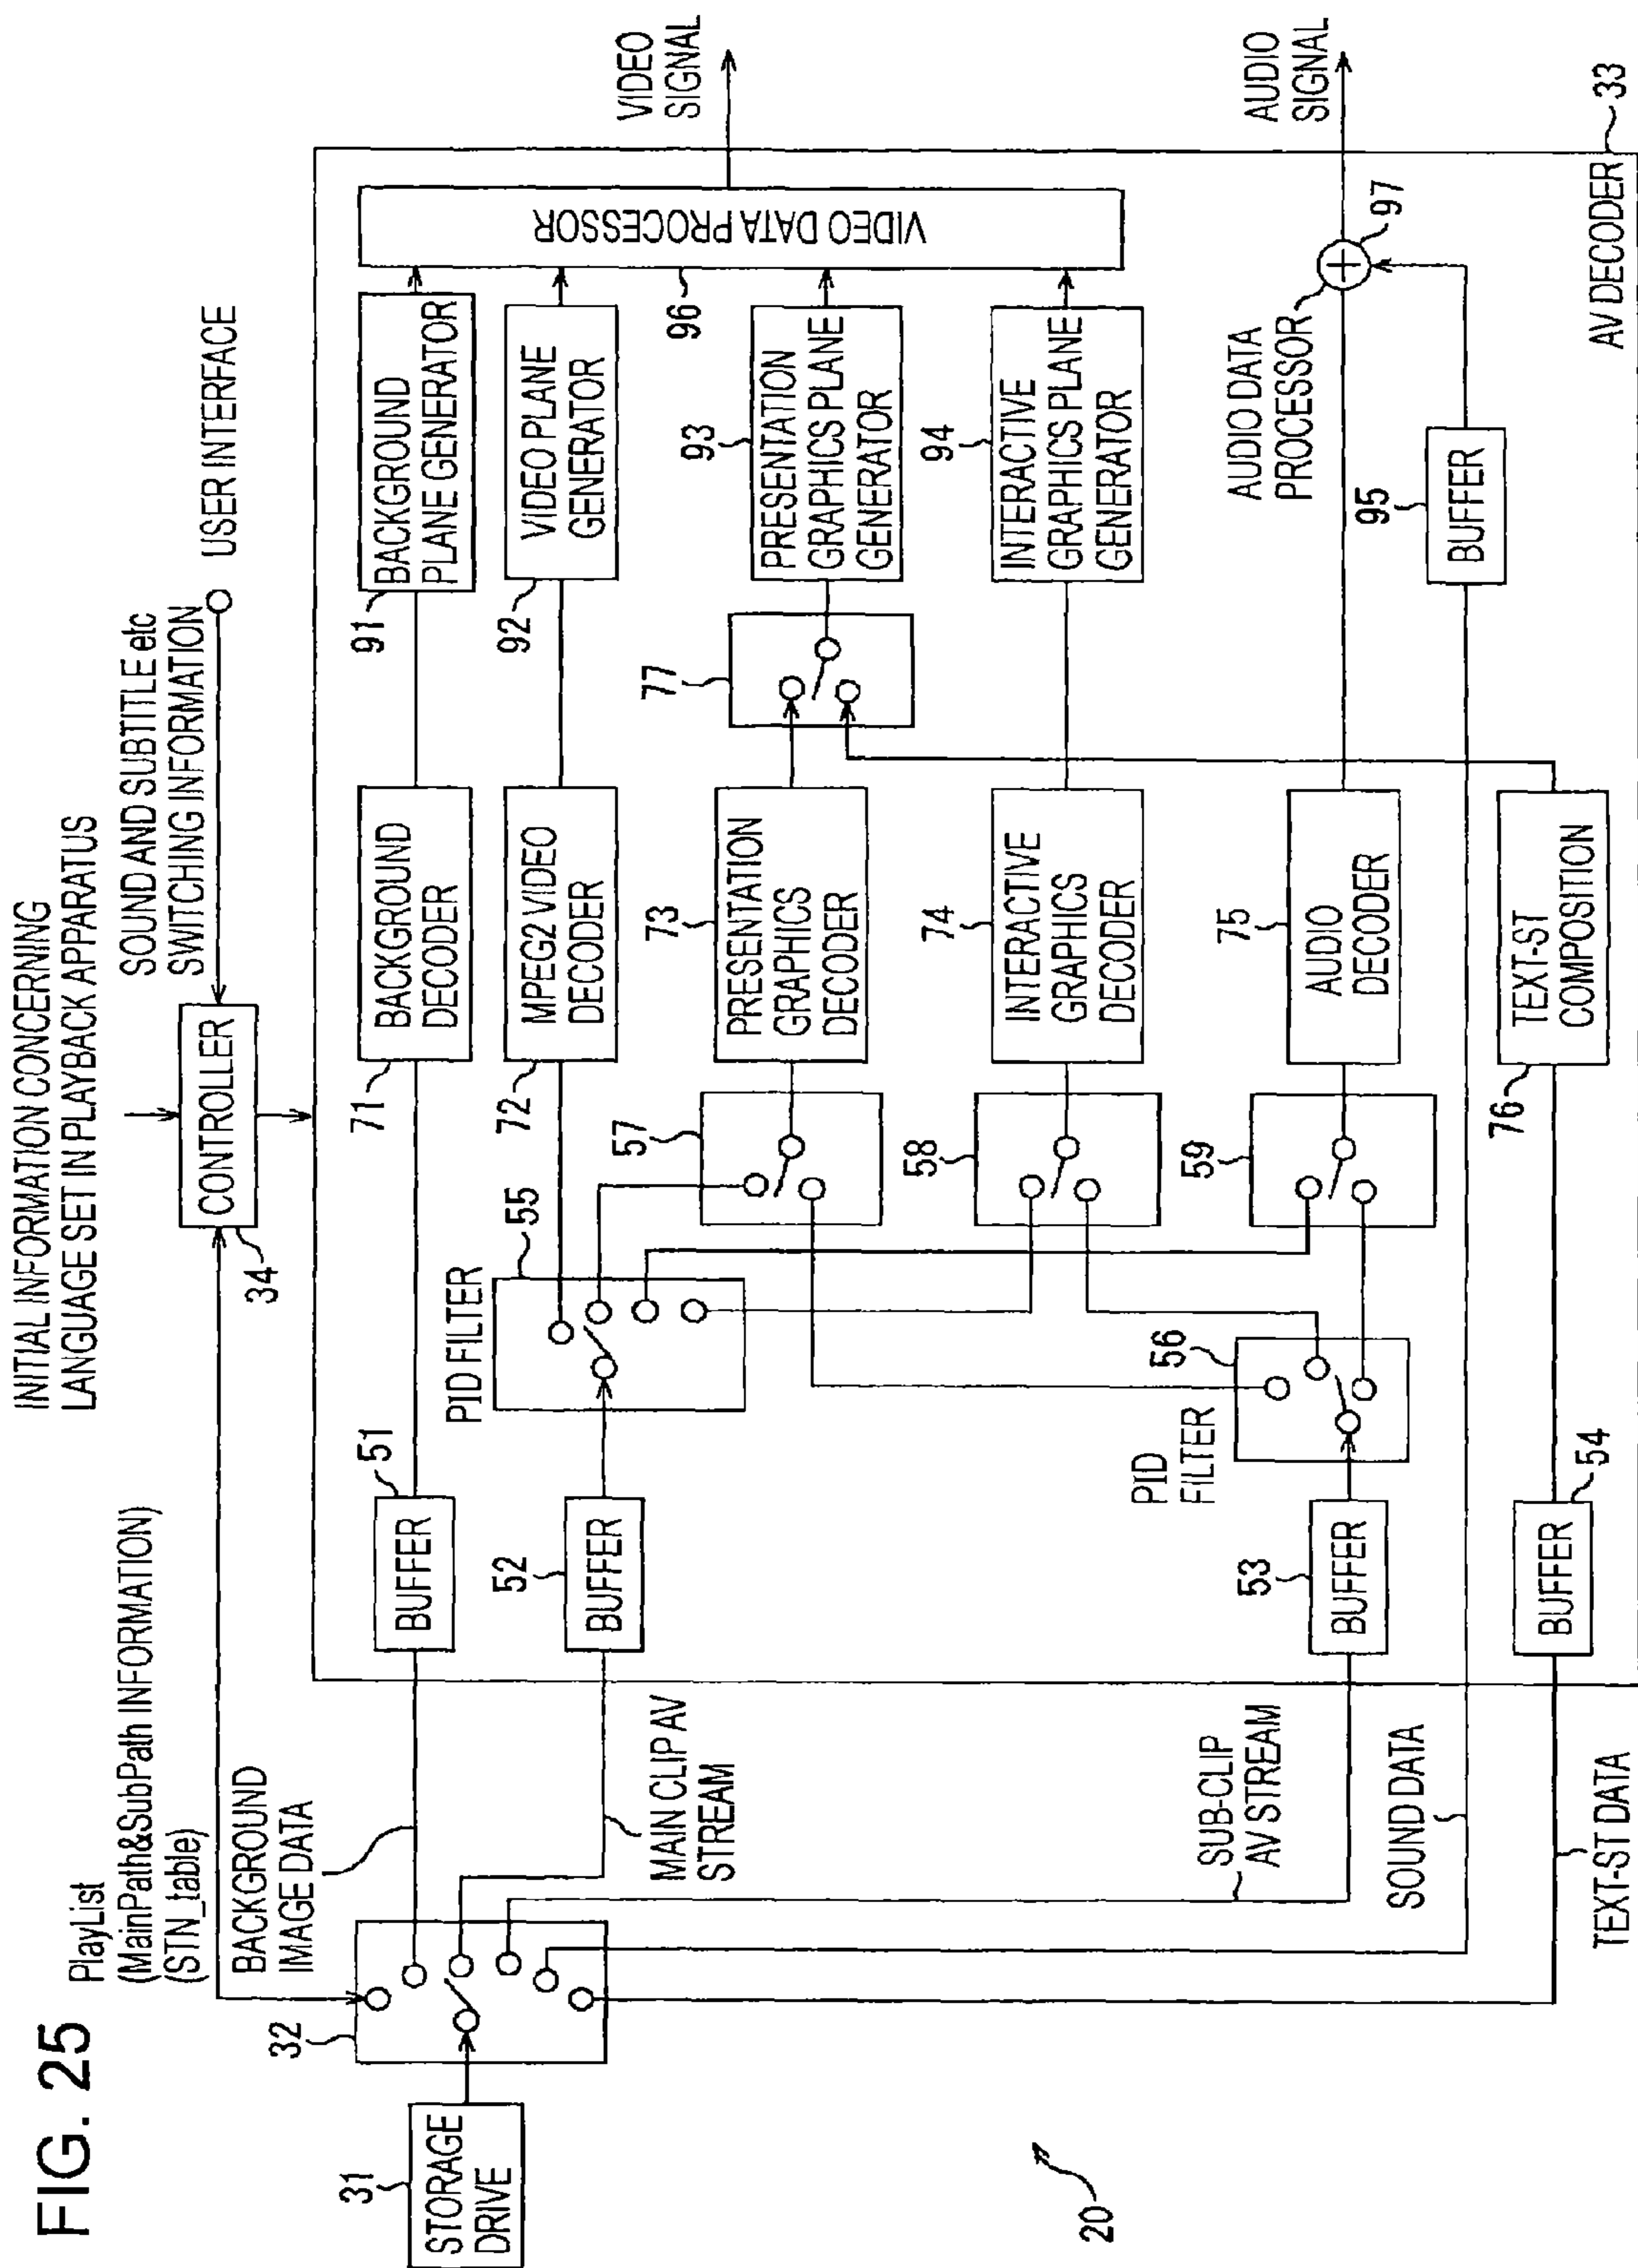 FIG. 25
INITIAL INFORMATION CONCERNING
LANGUAGE SET IN PLAYBACK APPARATUS
PlayList
(MainPath&SubPath INFORMATION)
(STN_table)
SOUND AND SUBTITLE etc
SWITCHING INFORMATION
USER INTERFACE
CONTROLLER
34
31
STORAGE
DRIVE
32
BACKGROUND
IMAGE DATA
51
BUFFER
71
BACKGROUND
DECODER
91
BACKGROUND
PLANE GENERATOR
MAIN CLIP AV
STREAM
52
BUFFER
PID FILTER
55
72
MPEG2 VIDEO
DECODER
92
VIDEO PLANE
GENERATOR
96
VIDEO DATA PROCESSOR
VIDEO
SIGNAL
57
73
PRESENTATION
GRAPHICS
DECODER
77
93
PRESENTATION
GRAPHICS PLANE
GENERATOR
58
74
INTERACTIVE
GRAPHICS
DECODER
94
INTERACTIVE
GRAPHICS PLANE
GENERATOR
SUB-CLIP
AV STREAM
53
BUFFER
PID
FILTER
56
59
75
AUDIO
DECODER
AUDIO DATA
PROCESSOR
97
AUDIO
SIGNAL
SOUND DATA
95
BUFFER
TEXT-ST DATA
BUFFER
54
76
TEXT-ST
COMPOSITION
AV DECODER
33
20